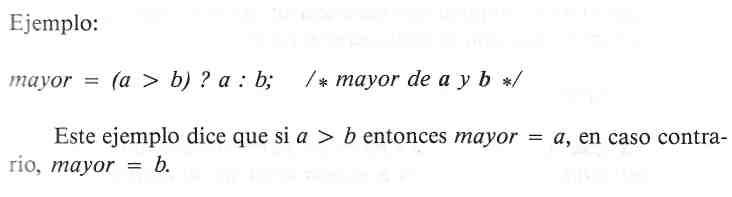 Ejemplo:
mayor = (a > b) ? a : b; /* mayor de a y b */
Este ejemplo dice que si a > b entonces mayor = a, en caso contra-
rio, mayor = b.